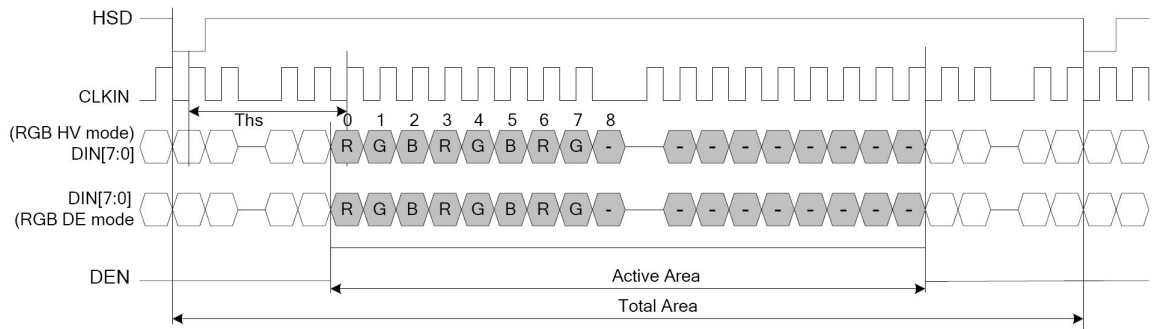 HSD
CLKIN
Ths
0 1 2 3 4 5 6 7 8
(RGB HV mode)
DIN[7:0]
R G B R G B R G - - - - - - - - -
DIN[7:0]
(RGB DE mode
R G B R G B R G - - - - - - - - -
DEN
Active Area
Total Area